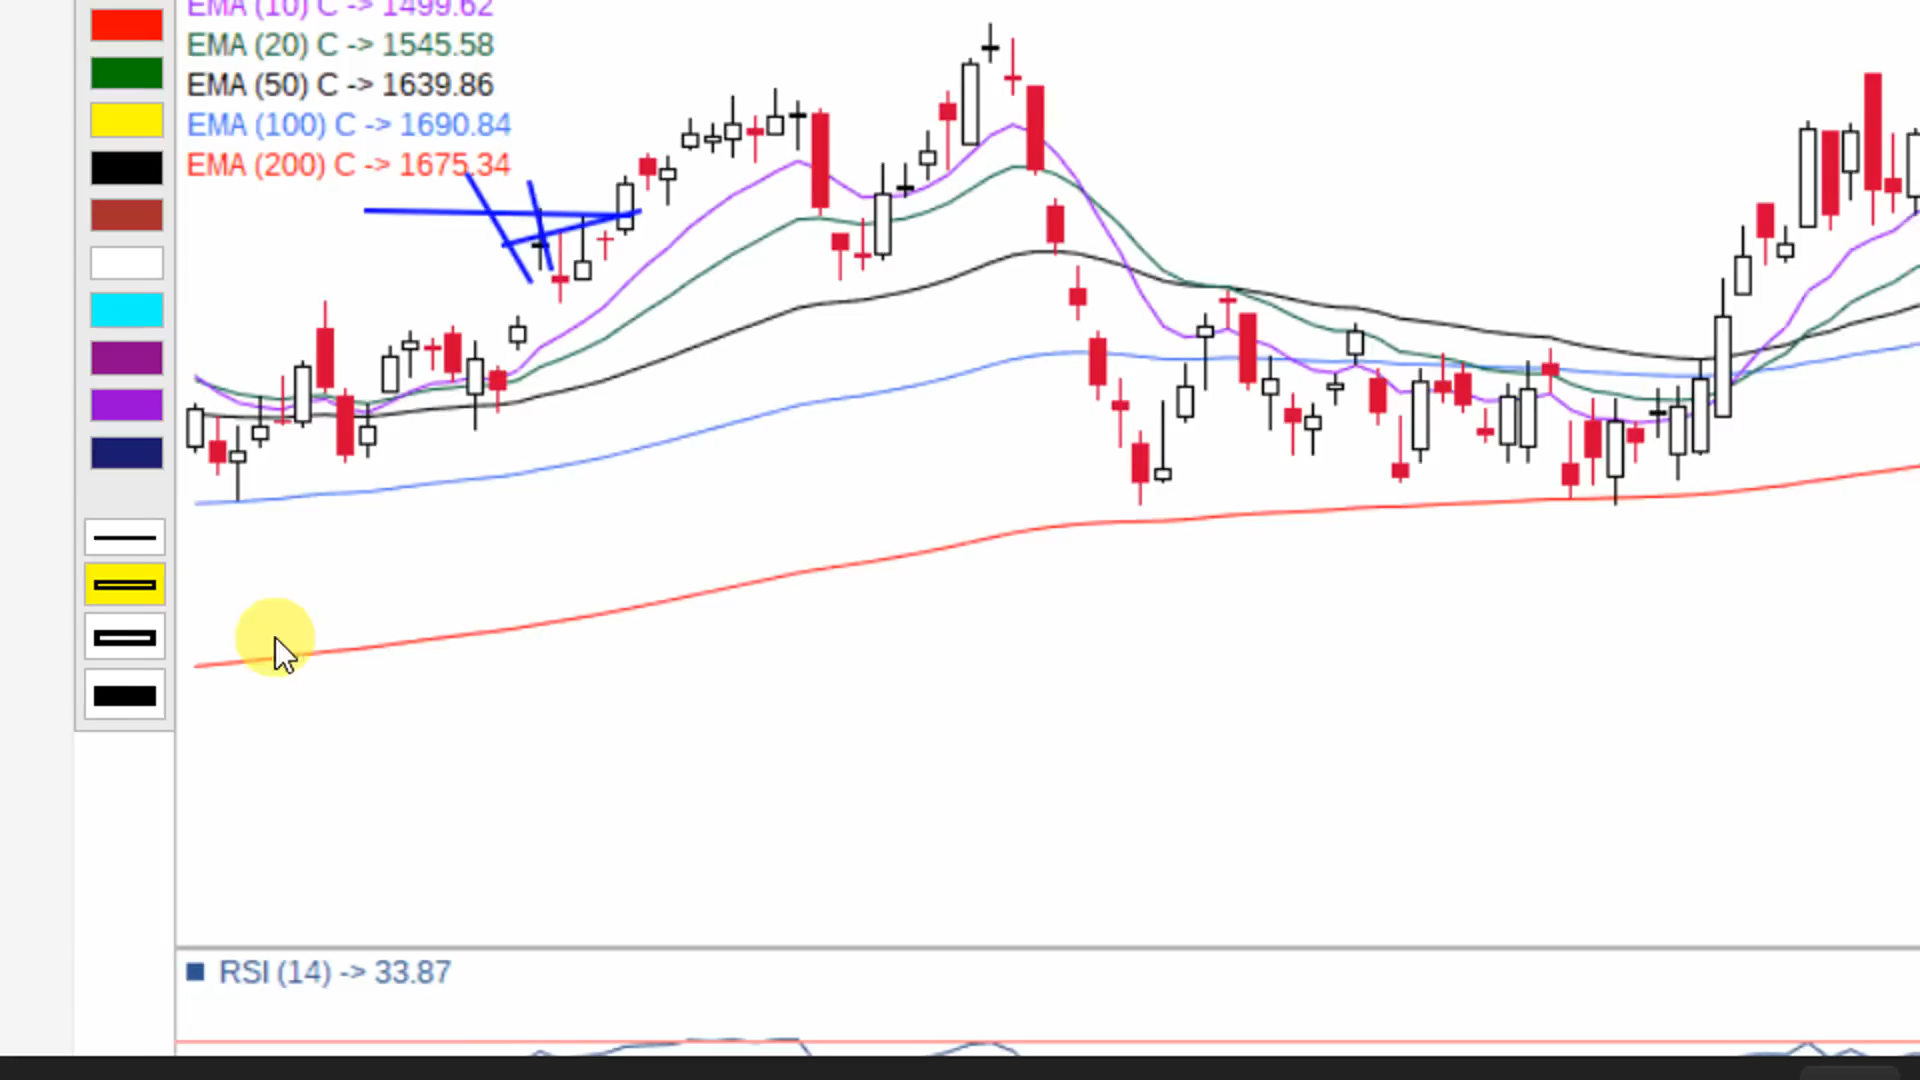 EMA (10) C -> 1499.62
EMA (20) C -> 1545.58
EMA (50) C -> 1639.86
EMA (100) C -> 1690.84
EMA (200) C -> 1675.34
RSI (14) -> 33.87